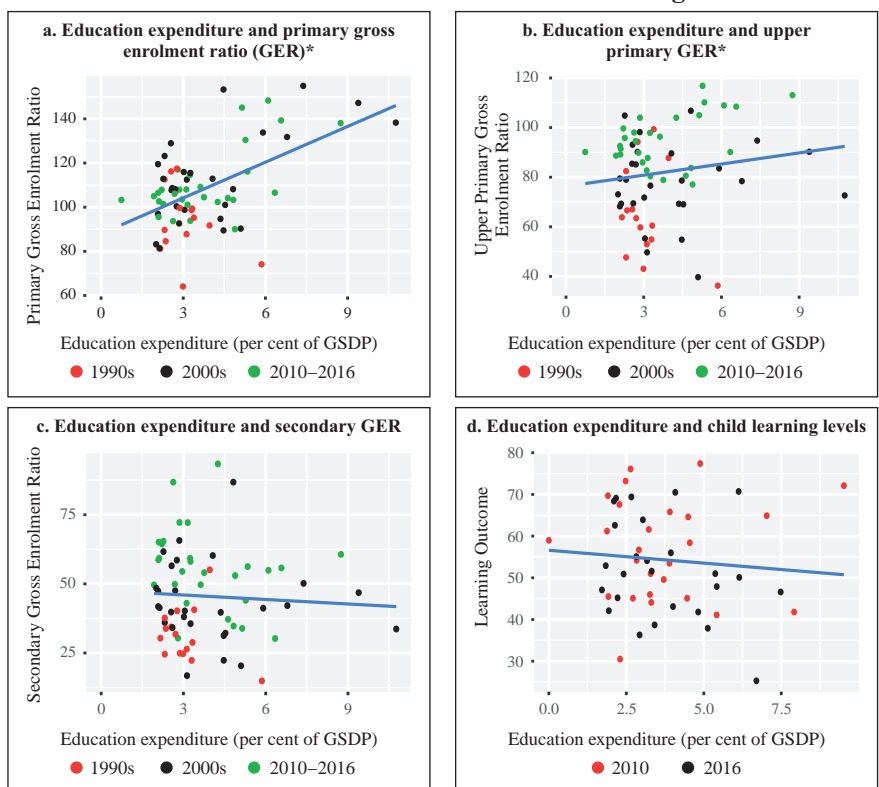 a. Education expenditure and primary gross
enrolment ratio (GER)*
Primary Gross Enrolment Ratio
140
120
100
80
60
0 3 6 9
Education expenditure (per cent of GSDP)
1990s 2000s 2010–2016
b. Education expenditure and upper
primary GER*
Upper Primary Gross
Enrolment Ratio
120
100
80
60
40
0 3 6 9
Education expenditure (per cent of GSDP)
1990s 2000s 2010–2016
c. Education expenditure and secondary GER
Secondary Gross Enrolment Ratio
75
50
25
0 3 6 9
Education expenditure (per cent of GSDP)
1990s 2000s 2010–2016
d. Education expenditure and child learning levels
Learning Outcome
80
70
60
50
40
30
0.0 2.5 5.0 7.5
Education expenditure (per cent of GSDP)
2010 2016